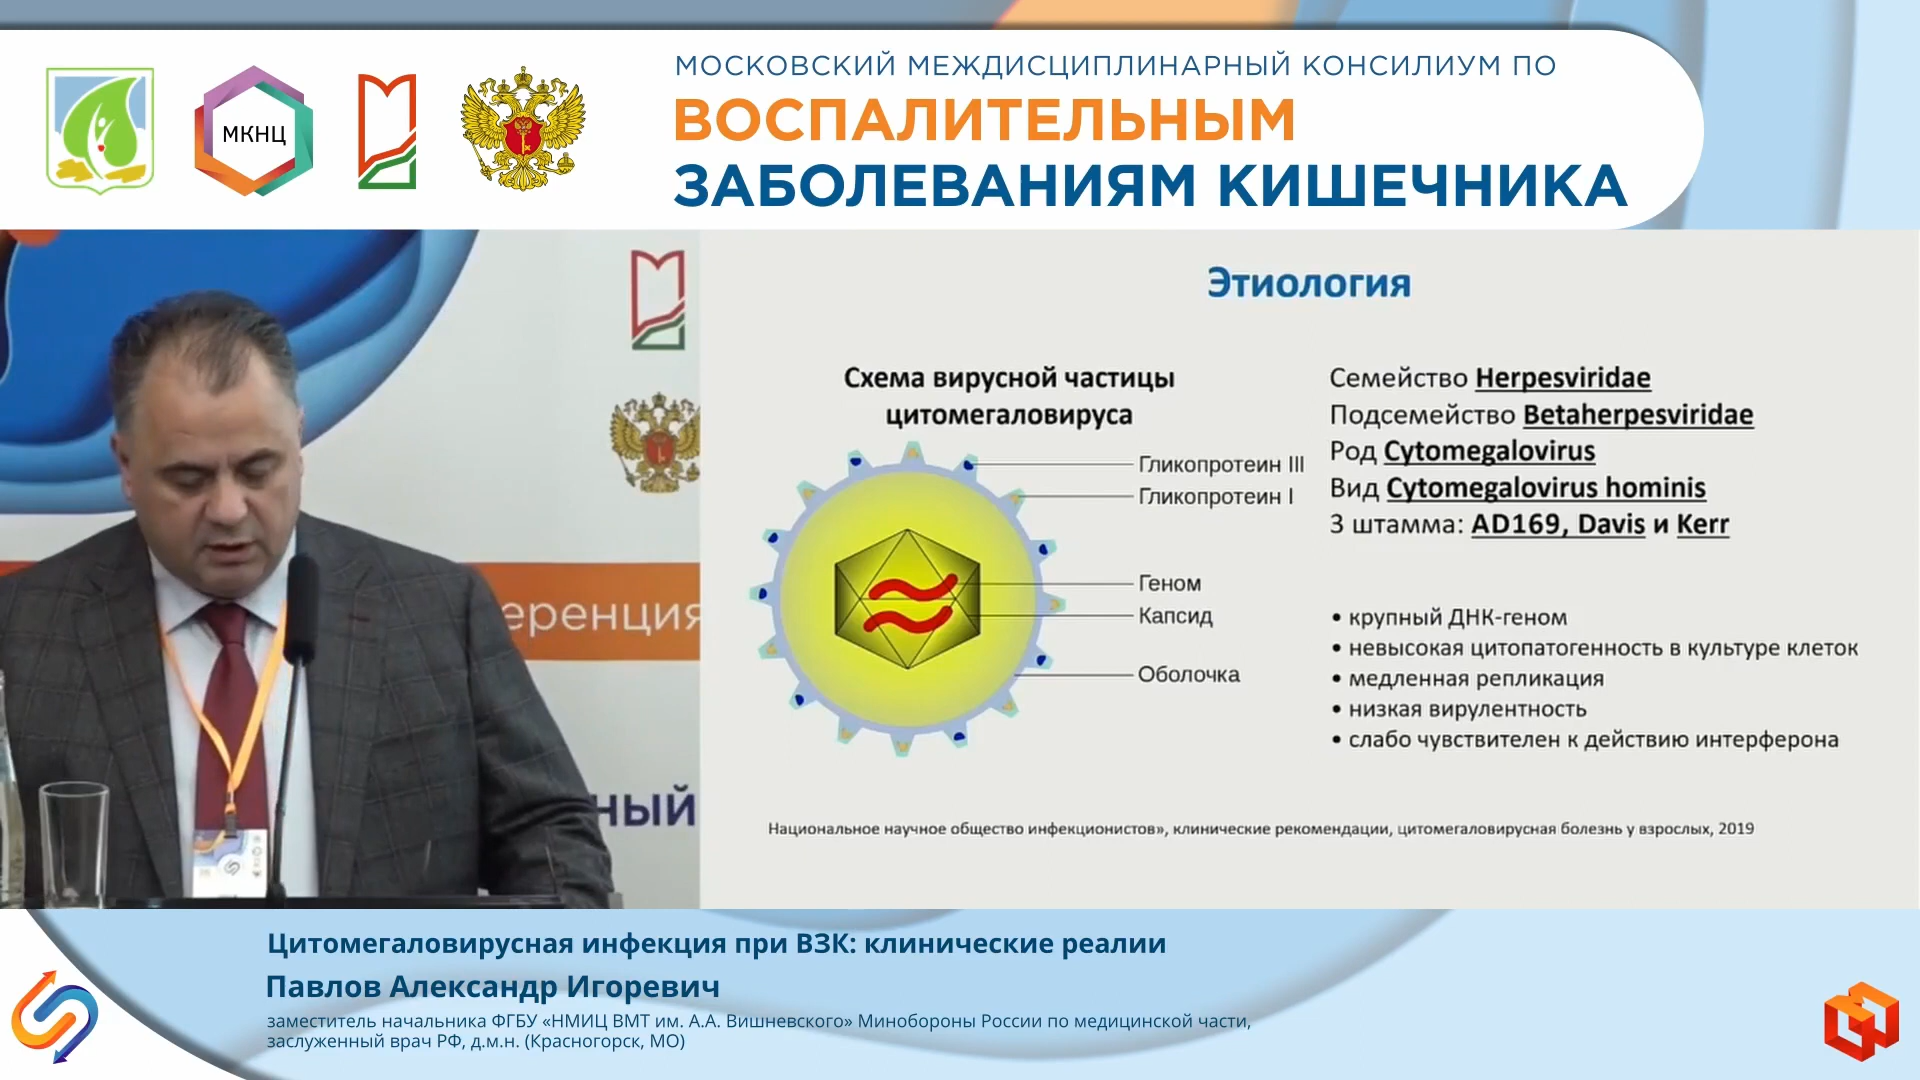 МКНЦ
МОСКОВСКИЙ МЕЖДИСЦИПЛИНАРНЫЙ КОНСИЛИУМ ПО
ВОСПАЛИТЕЛЬНЫМ
ЗАБОЛЕВАНИЯМ КИШЕЧНИКА
еренция
ный
Этиология
Схема вирусной частицы
цитомегаловируса
Гликопротеин III
Гликопротеин I
Геном
Капсид
Оболочка
Семейство Herpesviridae
Подсемейство Betaherpesviridae
Род Cytomegalovirus
Вид Cytomegalovirus hominis
3 штамма: AD169, Davis и Kerr
• крупный ДНК-геном
• невысокая цитопатогенность в культуре клеток
• медленная репликация
• низкая вирулентность
• слабо чувствителен к действию интерферона
Национальное научное общество инфекционистов», клинические рекомендации, цитомегаловирусная болезнь у взрослых, 2019
Цитомегаловирусная инфекция при ВЗК: клинические реалии
Павлов Александр Игоревич
заместитель начальника ФГБУ «НМИЦ ВМТ им. А.А. Вишневского» Минобороны России по медицинской части,
заслуженный врач РФ, д.м.н. (Красногорск, МО)